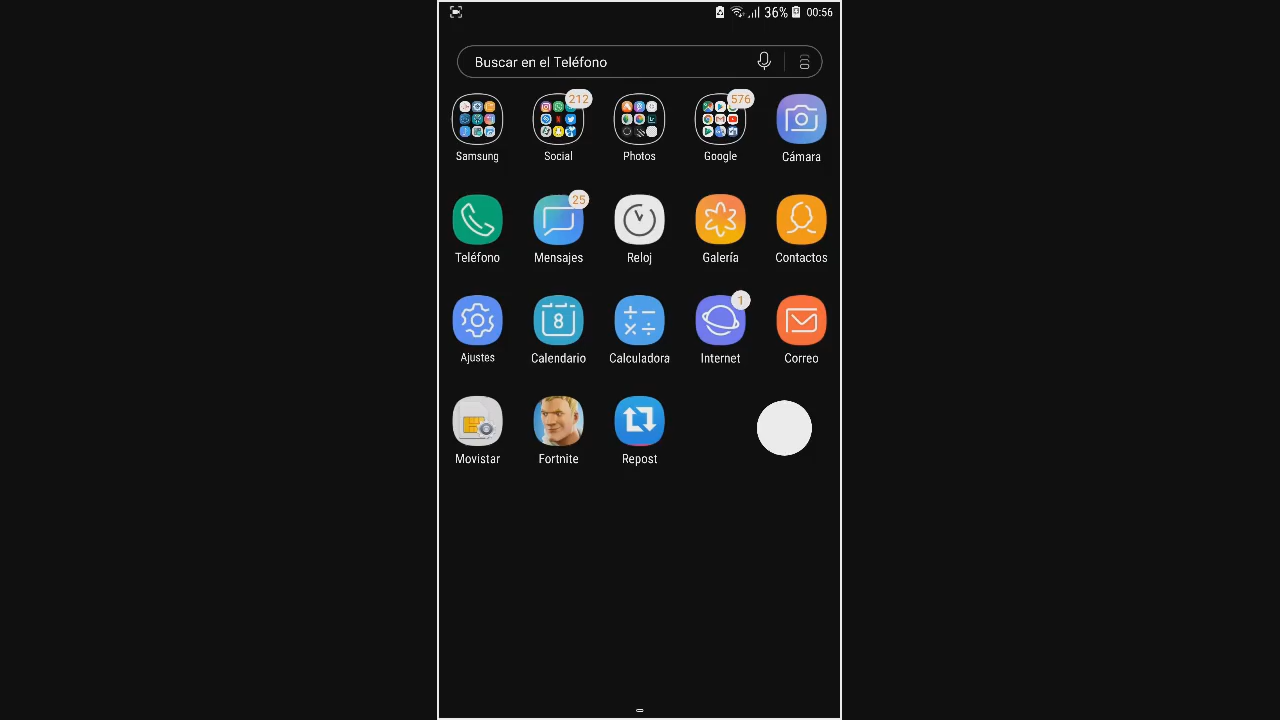 36% 00:56
Buscar en el Teléfono
212 576
Samsung Social Photos Google Cámara
25
Teléfono Mensajes Reloj Galería Contactos
8 1
Ajustes Calendario Calculadora Internet Correo
Movistar Fortnite Repost